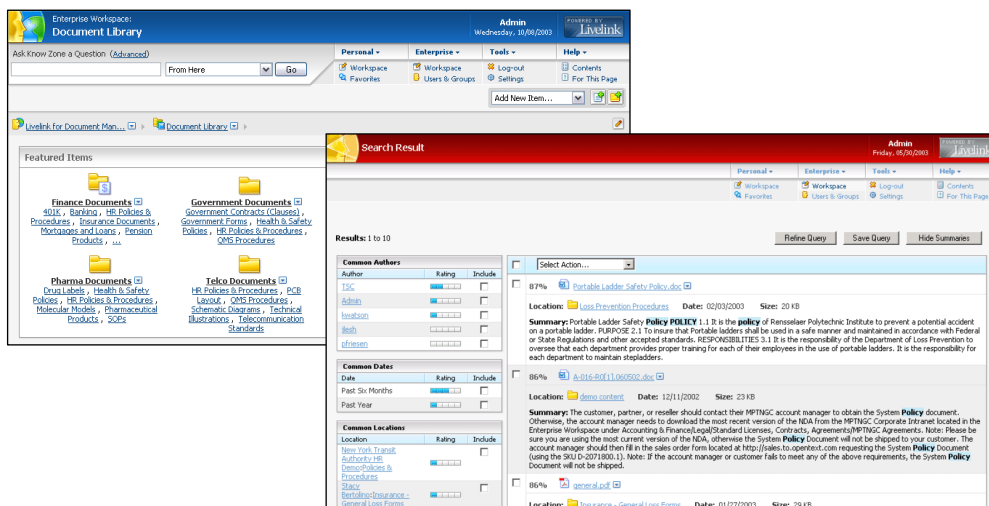 Enterprise Workspace:
Document Library
Admin
Wednesday, 10/08/2003
POWERED BY
Livelink
Ask Know Zone a Question (Advanced)
From Here
Go
Personal
Enterprise
Tools
Help
Workspace
Workspace
Log-out
Contents
Favorites
Users & Groups
Settings
For This Page
Add New Item...
Livelink for Document Man...
Document Library
Featured Items
Finance Documents
401K , Banking , HR Policies &
Procedures , Insurance Documents ,
Mortgages and Loans , Pension
Products , ...
Government Documents
Government Contracts (Clauses) ,
Government Forms , Health & Safety
Policies , HR Policies & Procedures ,
QMS Procedures
Pharma Documents
Drug Labels , Health & Safety
Policies , HR Policies & Procedures ,
Molecular Models , Pharmaceutical
Products , SOPs
Telco Documents
HR Policies & Procedures , PCB
Layout , QMS Procedures ,
Schematic Diagrams , Technical
Illustrations , Telecommunication
Standards
Search Result
Admin
Friday, 05/30/2003
POWERED BY
Livelink
Personal
Enterprise
Tools
Help
Workspace
Workspace
Log-out
Contents
Favorites
Users & Groups
Settings
For This Page
Results: 1 to 10
Refine Query
Save Query
Hide Summaries
Common Authors
Author Rating Include
TSC
Admin
kwatson
ilesh
pfriesen
Common Dates
Date Rating Include
Past Six Months
Past Year
Common Locations
Location Rating Include
New York Transit
Authority HR
Demo:Policies &
Procedures
Stacy
Bertolino:Insurance -
General Loss Forms
Select Action...
87% Portable Ladder Safety Policy.doc
Location: Loss Prevention Procedures Date: 02/03/2003 Size: 20 KB
Summary: Portable Ladder Safety Policy POLICY 1.1 It is the policy of Rensselaer Polytechnic Institute to prevent a potential accident
on a portable ladder. PURPOSE 2.1 To insure that Portable ladders shall be used in a safe manner and maintained in accordance with Federal
or State Regulations and other accepted standards. RESPONSIBILITIES 3.1 It is the responsibility of the Department of Loss Prevention to
oversee that each department provides proper training for each of their employees in the use of portable ladders. It is the responsibility for
each department to maintain stepladders.
86% A-016-R0[1].060502.doc
Location: demo content Date: 12/11/2002 Size: 23 KB
Summary: The customer, partner, or reseller should contact their MPTNGC account manager to obtain the System Policy document.
Otherwise, the account manager needs to download the most recent version of the NDA from the MPTNGC Corporate Intranet located in the
Enterprise Workspace under Accounting & Finance/Legal/Standard Licenses, Contracts, Agreements/MPTNGC Agreements. Note: Please be
sure you are using the most current version of the NDA, otherwise the System Policy Document will not be shipped to your customer. The
account manager should then fill in the sales order form located at http://sales.to.opentext.com requesting the System Policy Document
(using the SKU D-2071800.1). Note: If the account manager or customer fails to meet any of the above requirements, the System Policy
Document will not be shipped.
86% general.pdf
Location: Insurance - General Loss Forms Date: 01/27/2003 Size: 29 KB